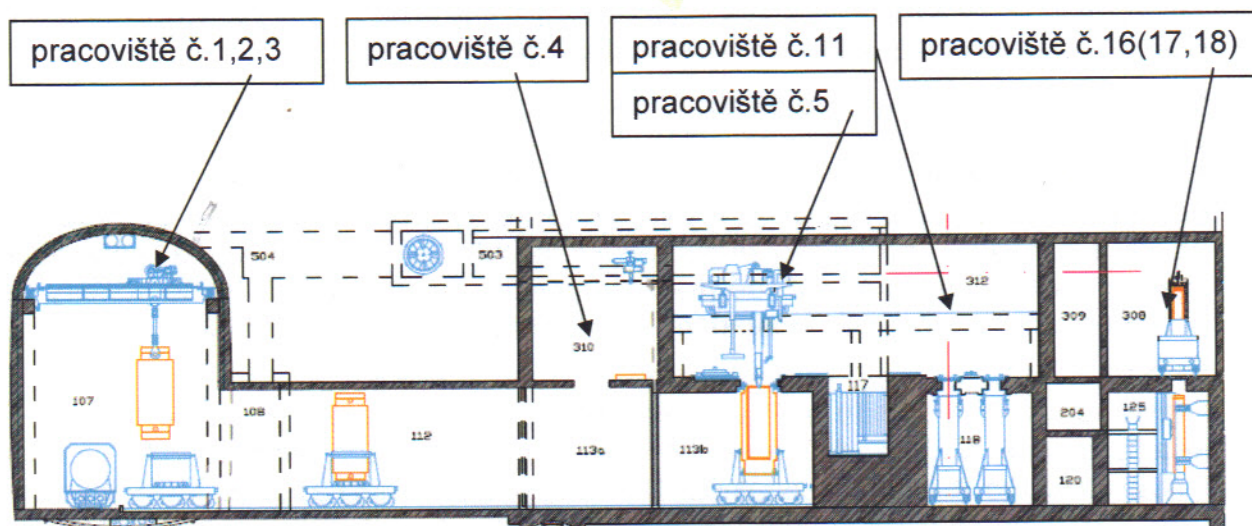 pracoviště č.1,2,3
pracoviště č.4
pracoviště č.11
pracoviště č.5
pracoviště č.16(17,18)
504
503
312
309
308
310
117
107
108
112
113a
113b
118
204
125
120